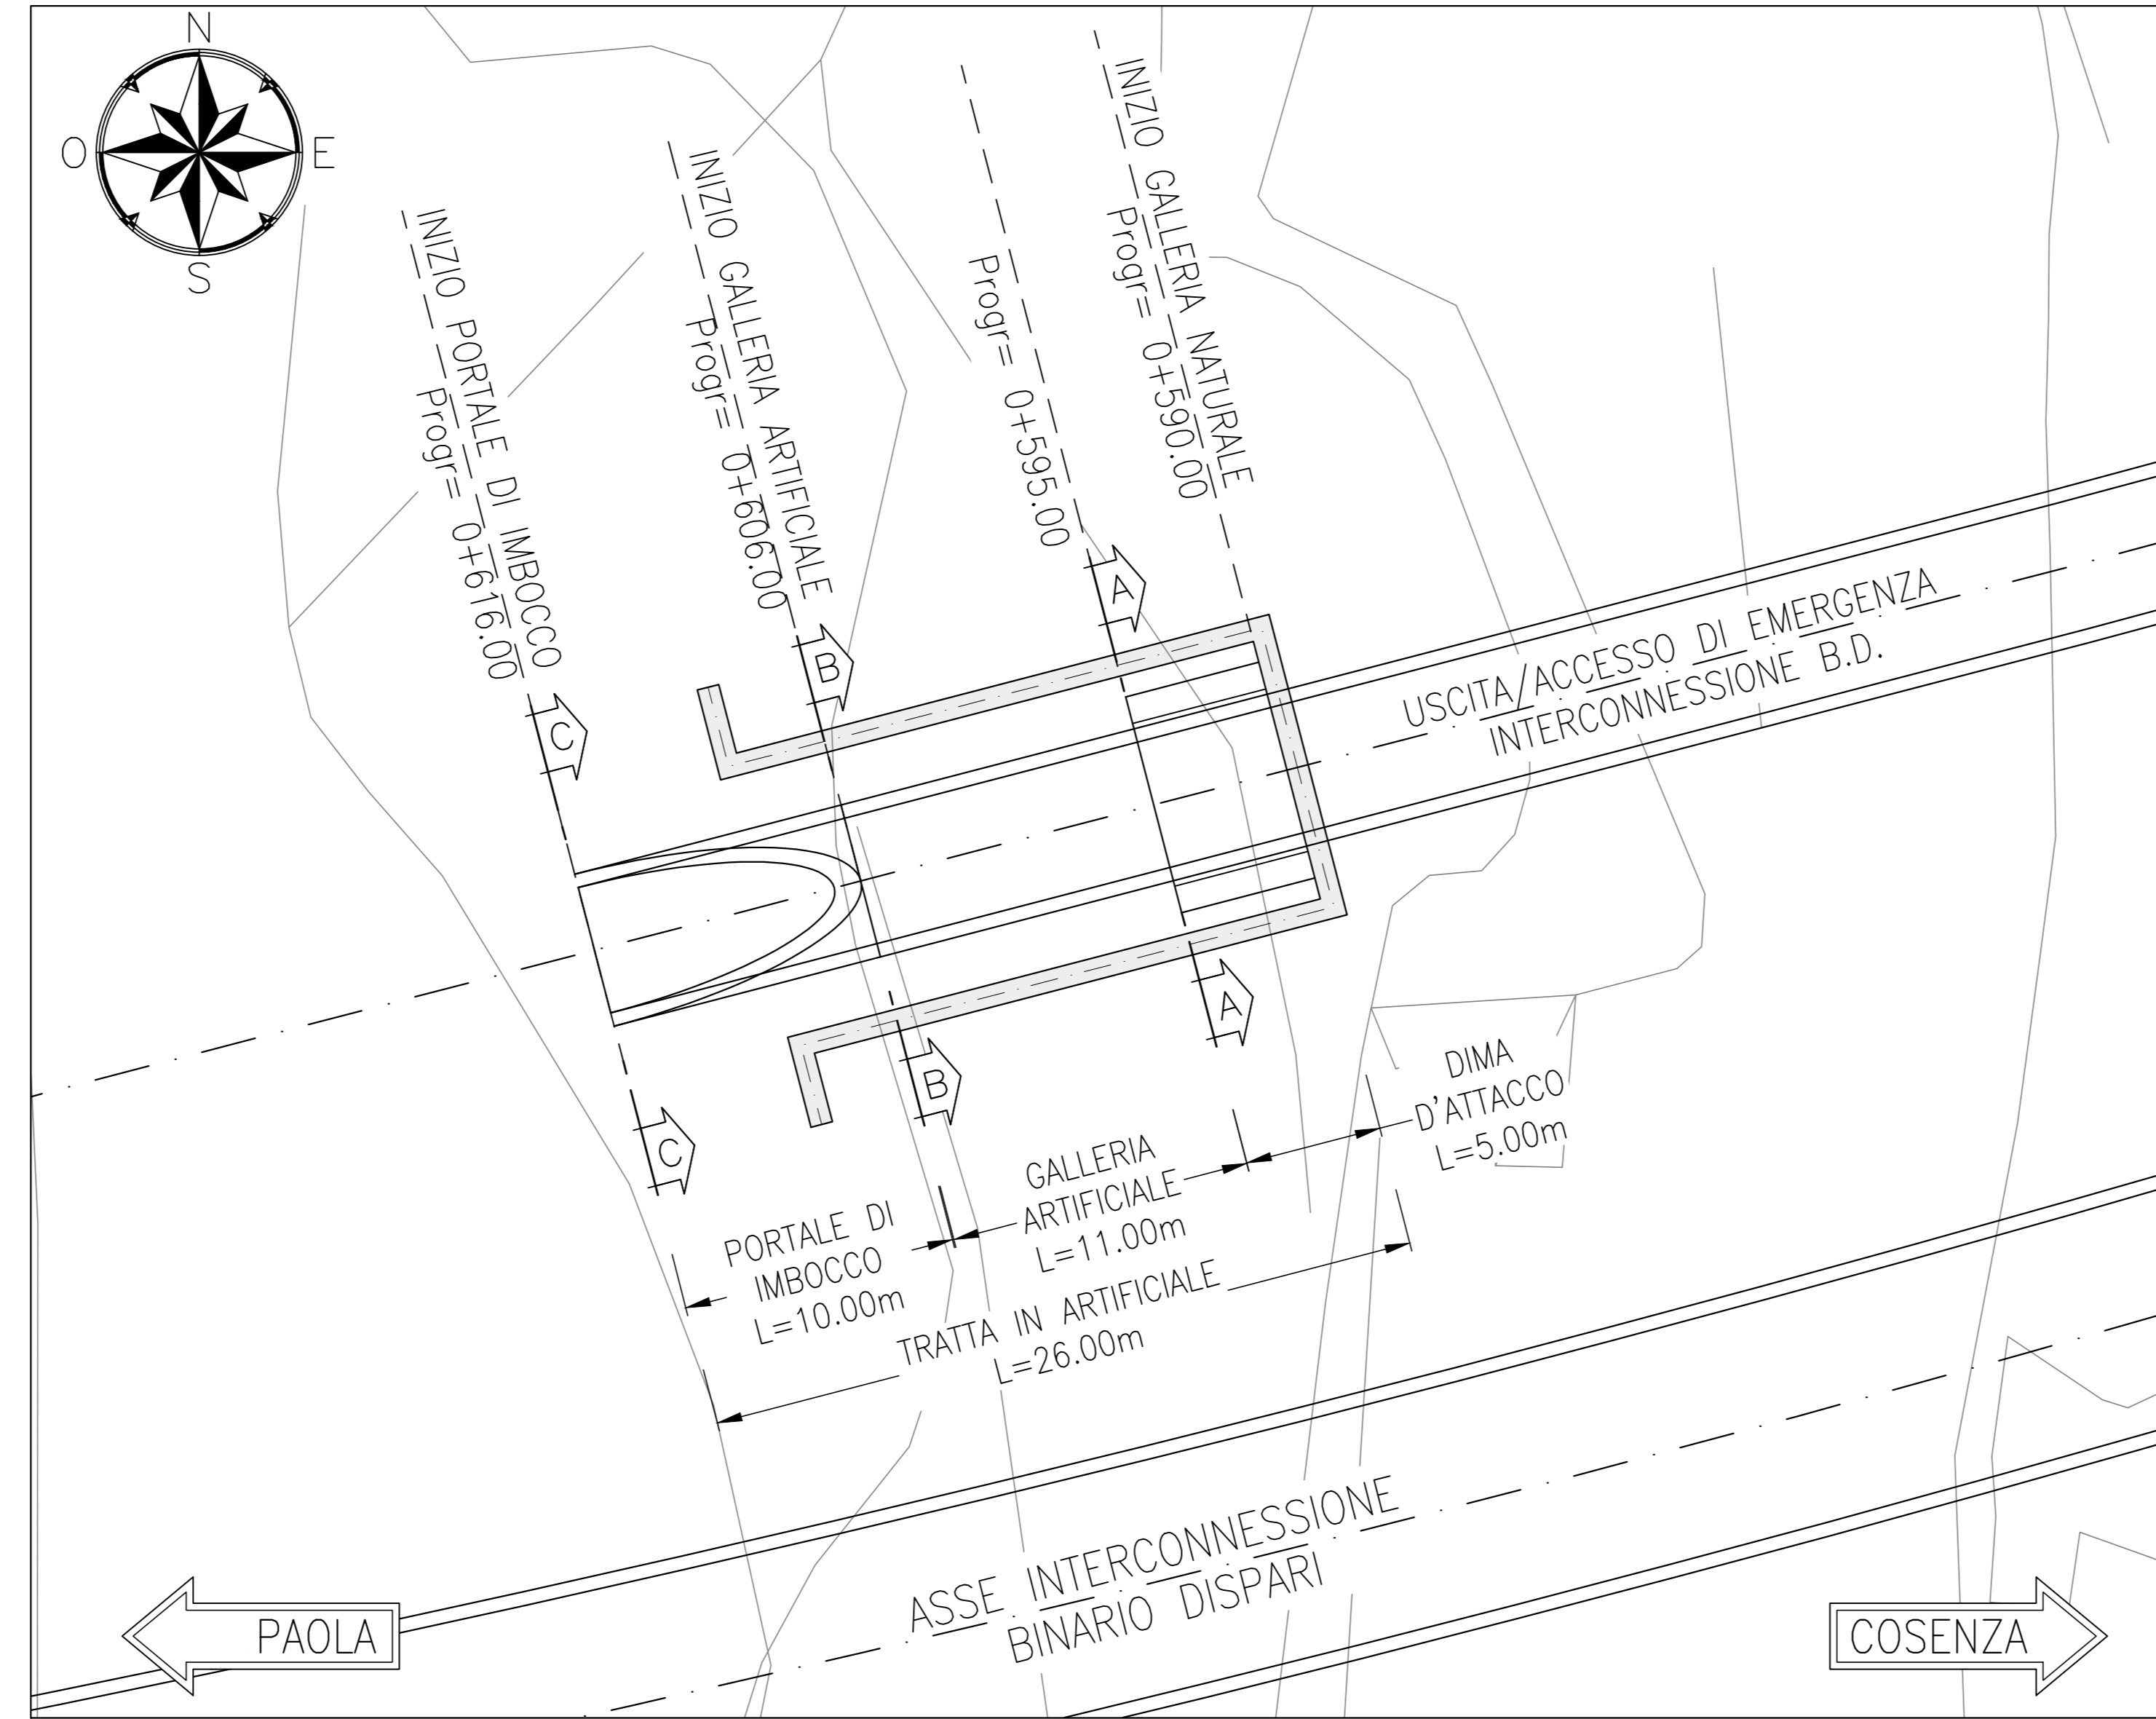 N
O
E
S
INIZIO PORTALE DI IMBOCCO
Progr= 0+616.00
INIZIO GALLERIA ARTIFICALE
Progr= 0+606.00
Progr= 0+595.00
INIZIO GALLERIA NATURALE
Progr= 0+590.00
A
B
C
USCITA/ACCESSO DI EMERGENZA
INTERCONNESSIONE B.D.
A
B
C
DIMA
D'ATTACCO
L=5.00m
GALLERIA
ARTIFICIALE
L=11.00m
PORTALE DI
IMBOCCO
L=10.00m
TRATTA IN ARTIFICIALE
L=26.00m
ASSE INTERCONNESSIONE
BINARIO DISPARI
PAOLA
COSENZA